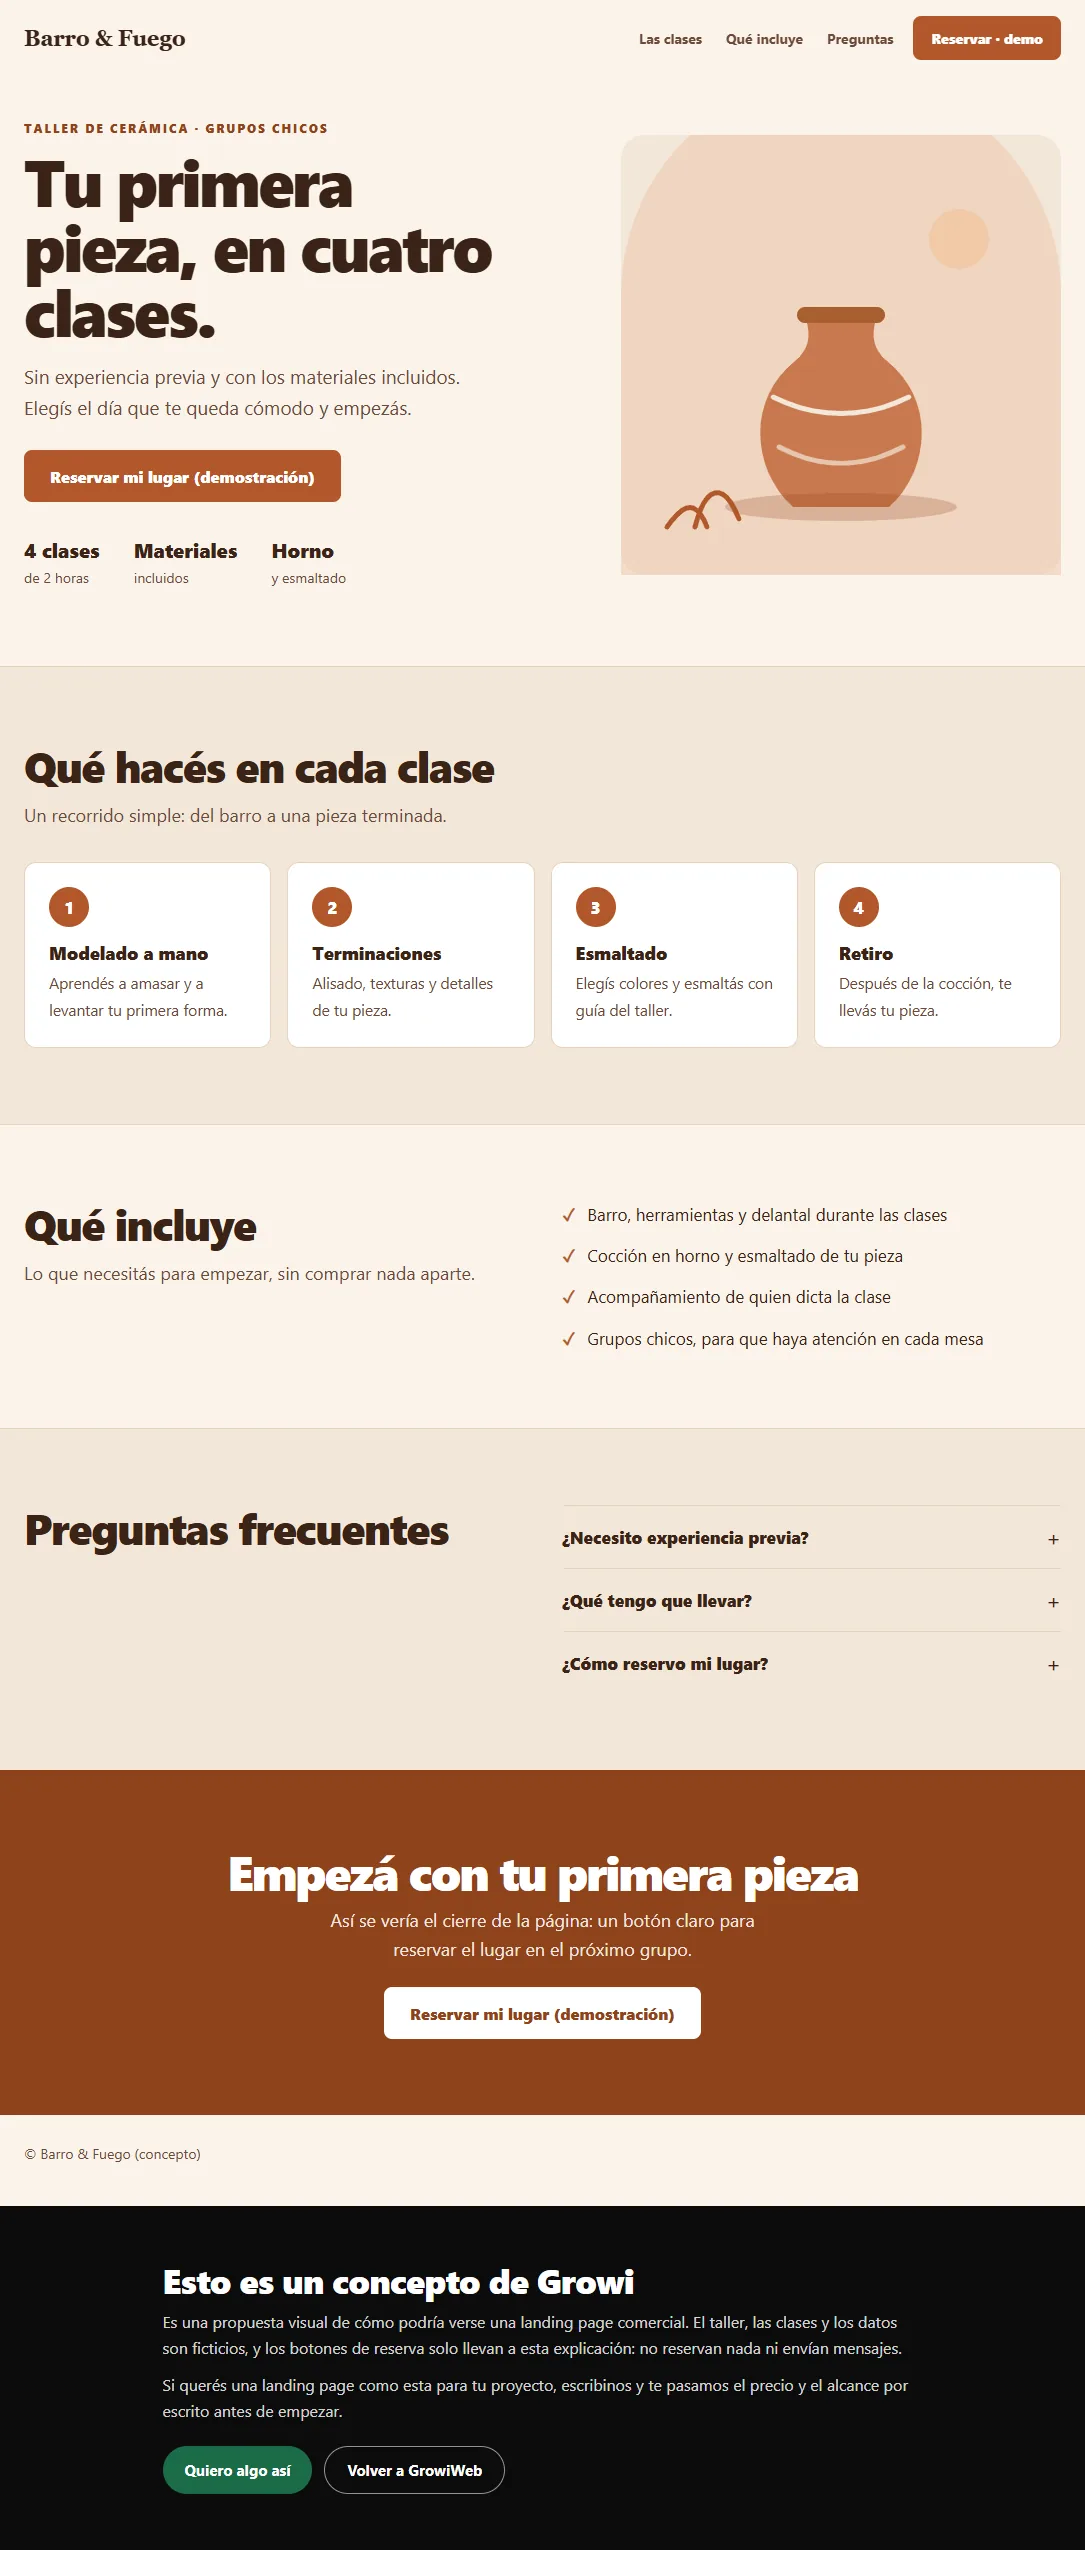 Barro & Fuego
Las clases
Qué incluye
Preguntas
Reservar · demo
TALLER DE CERÁMICA · GRUPOS CHICOS
Tu primera
pieza, en cuatro
clases.
Sin experiencia previa y con los materiales incluidos.
Elegís el día que te queda cómodo y empezás.
Reservar mi lugar (demostración)
4 clases
de 2 horas
Materiales
incluidos
Horno
y esmaltado
Qué hacés en cada clase
Un recorrido simple: del barro a una pieza terminada.
1
Modelado a mano
Aprendés a amasar y a
levantar tu primera forma.
2
Terminaciones
Alisado, texturas y detalles
de tu pieza.
3
Esmaltado
Elegís colores y esmaltás con
guía del taller.
4
Retiro
Después de la cocción, te
llevás tu pieza.
Qué incluye
Lo que necesitás para empezar, sin comprar nada aparte.
✓ Barro, herramientas y delantal durante las clases
✓ Cocción en horno y esmaltado de tu pieza
✓ Acompañamiento de quien dicta la clase
✓ Grupos chicos, para que haya atención en cada mesa
Preguntas frecuentes
¿Necesito experiencia previa? +
¿Qué tengo que llevar? +
¿Cómo reservo mi lugar? +
Empezá con tu primera pieza
Así se vería el cierre de la página: un botón claro para
reservar el lugar en el próximo grupo.
Reservar mi lugar (demostración)
© Barro & Fuego (concepto)
Esto es un concepto de Growi
Es una propuesta visual de cómo podría verse una landing page comercial. El taller, las clases y los datos
son ficticios, y los botones de reserva solo llevan a esta explicación: no reservan nada ni envían mensajes.
Si querés una landing page como esta para tu proyecto, escribinos y te pasamos el precio y el alcance por
escrito antes de empezar.
Quiero algo así
Volver a GrowiWeb